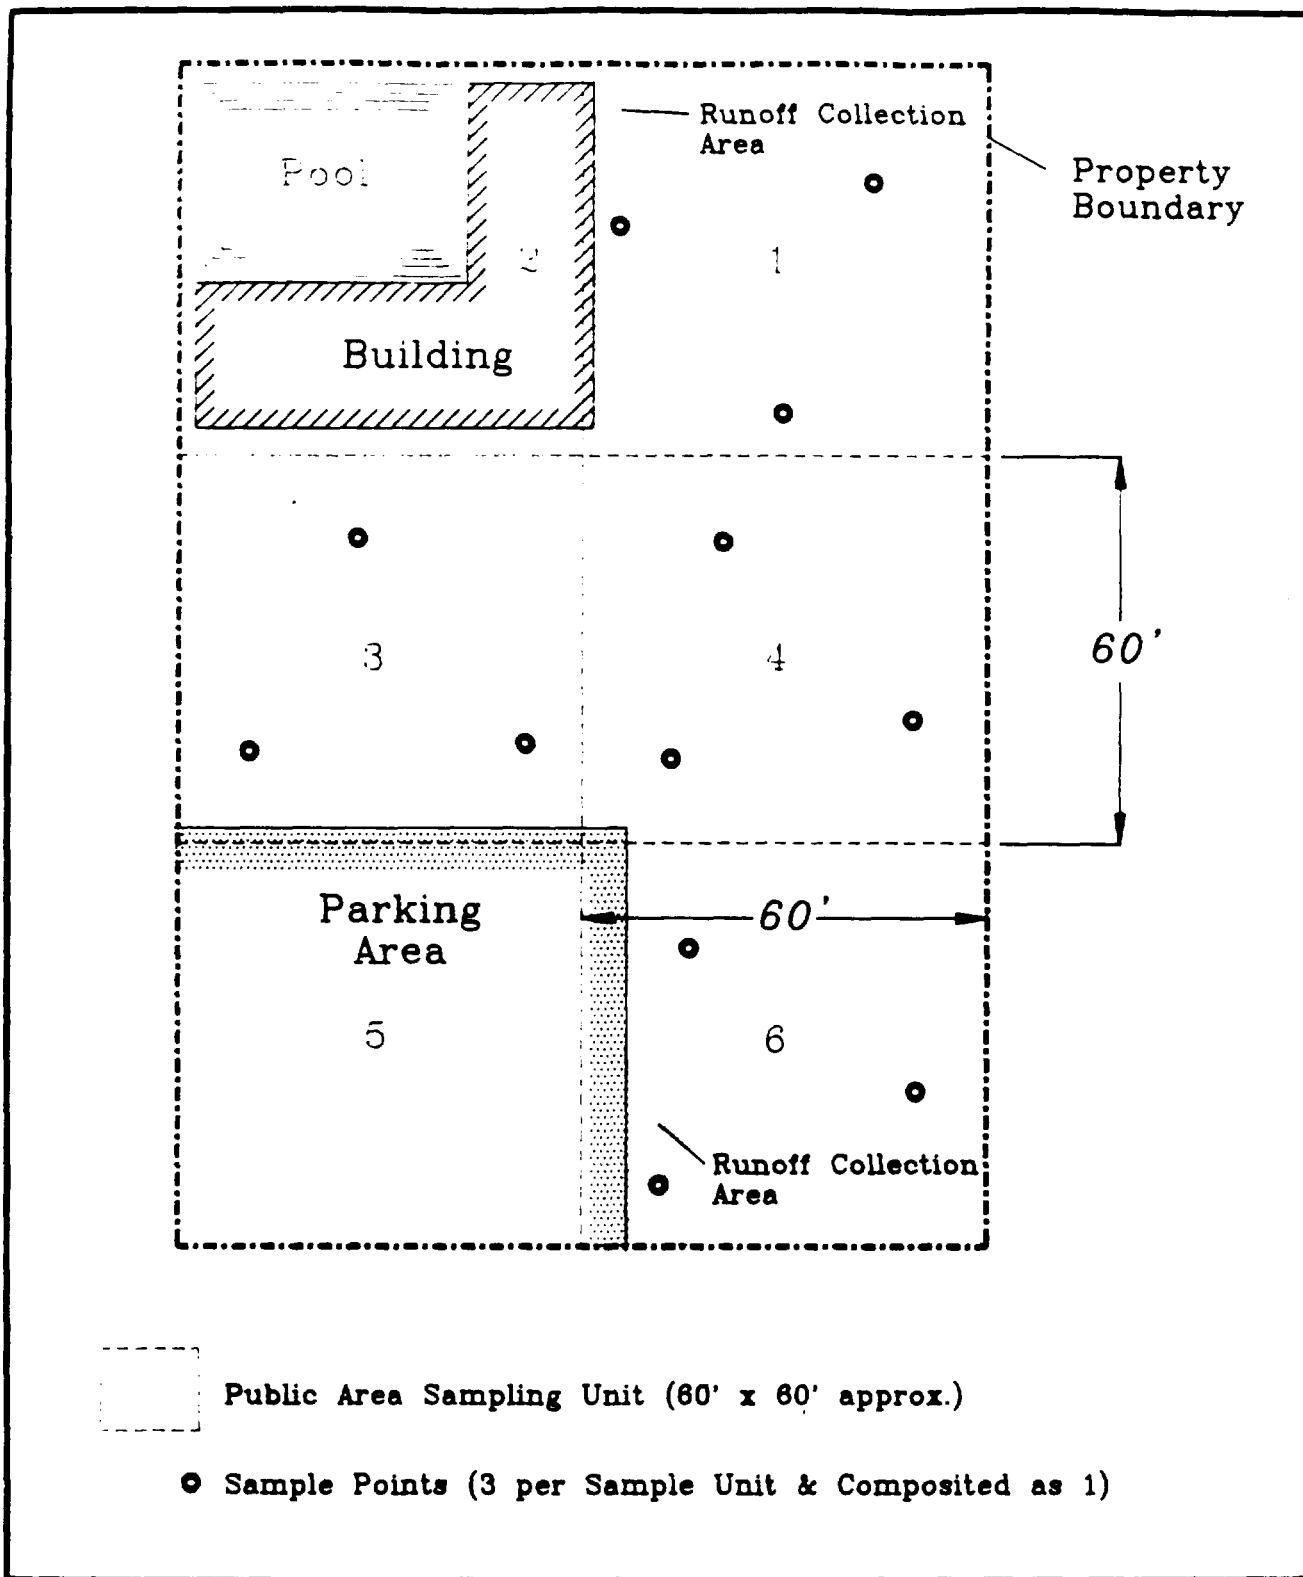 Runoff Collection
Area
Property
Boundary
Pool
2
1
Building
3
4
60'
Parking
Area
60'
5
6
Runoff Collection
Area
Public Area Sampling Unit (60' x 60' approx.)
Sample Points (3 per Sample Unit & Composited as 1)